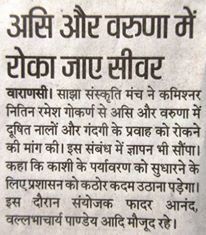 असि और वरुणा में
रोका जाए सीवर
वाराणसी। साझा संस्कृति मंच ने कमिश्नर
नितिन रमेश गोकर्ण से असि और वरुणा में
दूषित नालों और गंदगी के प्रवाह को रोकने
की मांग की। इस संबंध में ज्ञापन भी सौंपा।
कहा कि काशी के पर्यावरण को सुधारने के
लिए प्रशासन को कठोर कदम उठाना पड़ेगा।
इस दौरान संयोजक फादर आनंद,
वल्लभाचार्य पाण्डेय आदि मौजूद रहे।